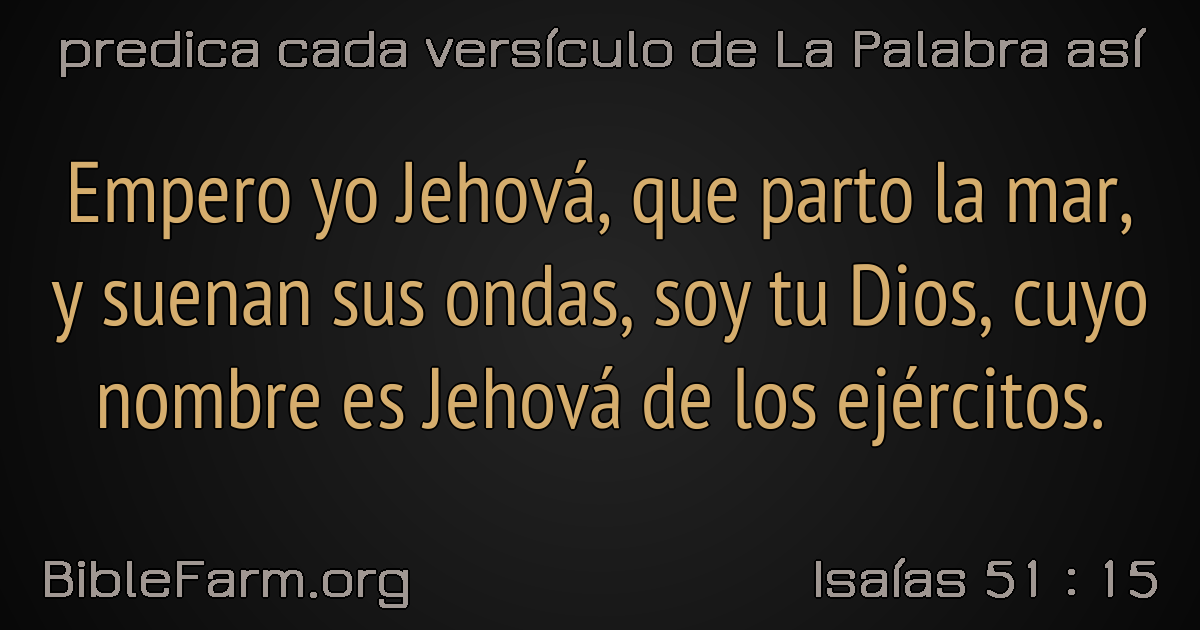 predica cada versículo de La Palabra así
Empero yo Jehová, que parto la mar,
y suenan sus ondas, soy tu Dios, cuyo
nombre es Jehová de los ejércitos.
BibleFarm.org
Isaías 51 : 15